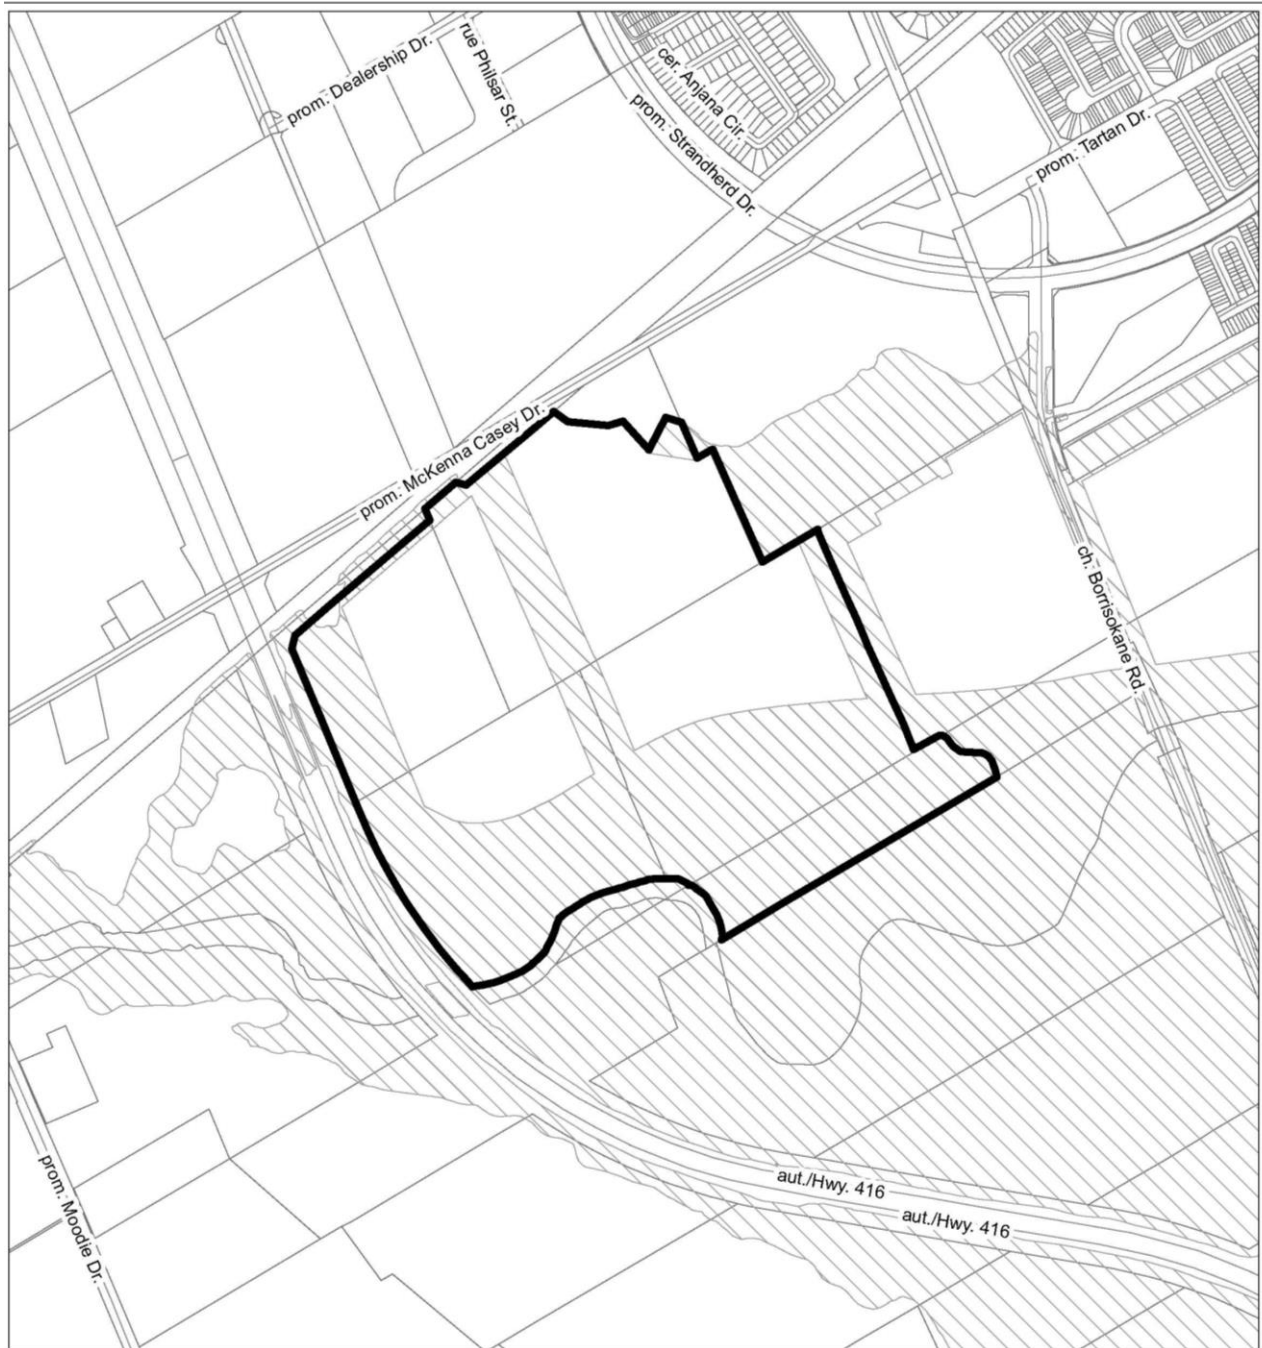 prom. Dealership Dr.
rue Philsar St.
cer. Anjana Cir.
prom. Strandherd Dr.
prom. Tartan Dr.
prom. McKenna Casey Dr.
ch. Borrisokane Rd.
prom. Moodie Dr.
aut./Hwy. 416
aut./Hwy. 416